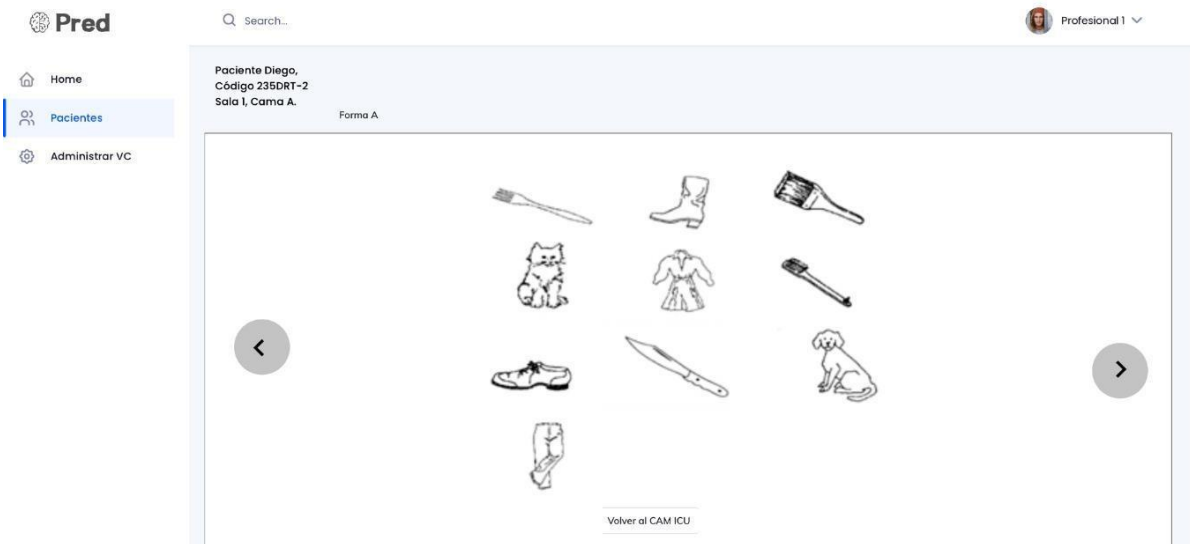 Pred
Search...
Profesional 1
Home
Pacientes
Administrar VC
Paciente Diego,
Código 235DRT-2
Sala 1, Cama A.
Forma A
Volver al CAM ICU